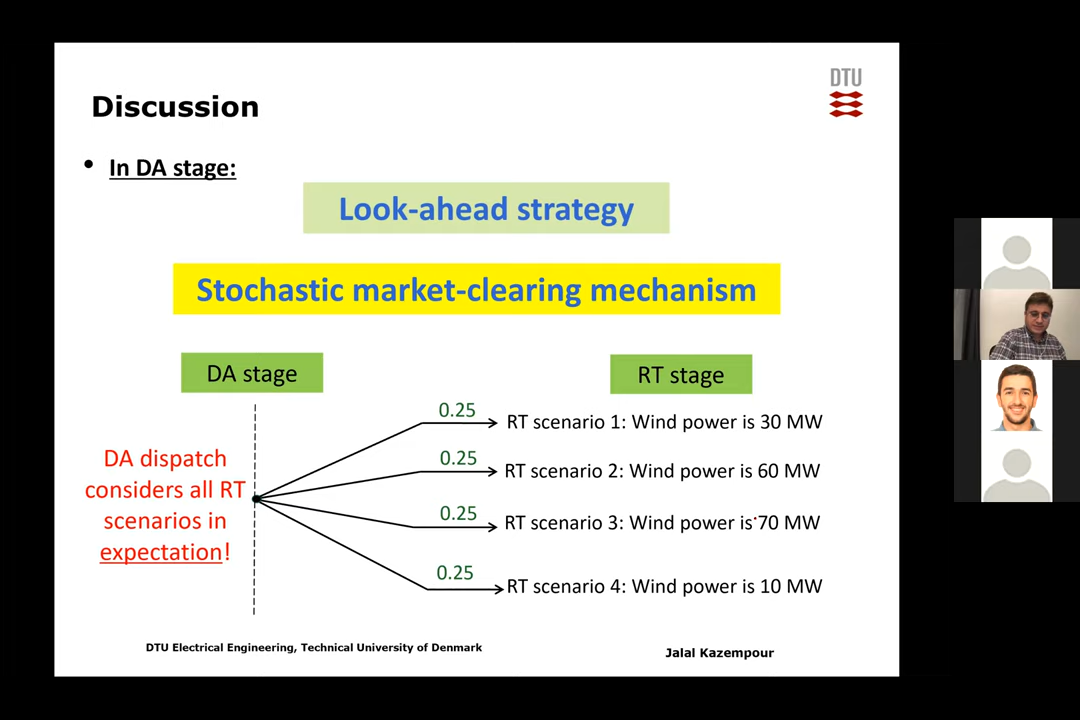 DTU
Discussion
• In DA stage:
Look-ahead strategy
Stochastic market-clearing mechanism
DA stage
RT stage
0.25
RT scenario 1: Wind power is 30 MW
0.25
RT scenario 2: Wind power is 60 MW
DA dispatch
considers all RT
scenarios in
expectation!
0.25
RT scenario 3: Wind power is 70 MW
0.25
RT scenario 4: Wind power is 10 MW
DTU Electrical Engineering, Technical University of Denmark
Jalal Kazempour